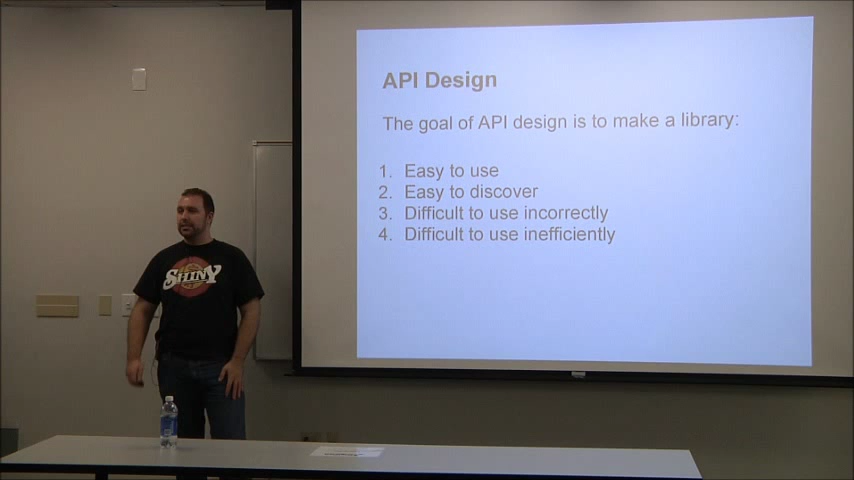 API Design
The goal of API design is to make a library:
1. Easy to use
2. Easy to discover
3. Difficult to use incorrectly
4. Difficult to use inefficiently
SHINY